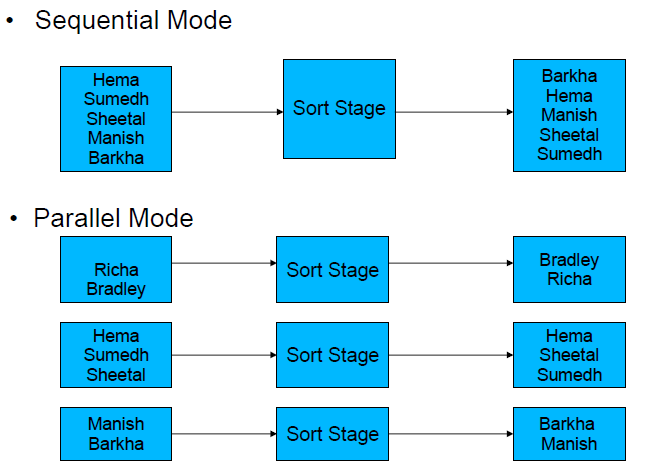 • Sequential Mode
Hema
Sumedh
Sheetal
Manish
Barkha
Sort Stage
Barkha
Hema
Manish
Sheetal
Sumedh
• Parallel Mode
Richa
Bradley
Sort Stage
Bradley
Richa
Hema
Sumedh
Sheetal
Sort Stage
Hema
Sheetal
Sumedh
Manish
Barkha
Sort Stage
Barkha
Manish